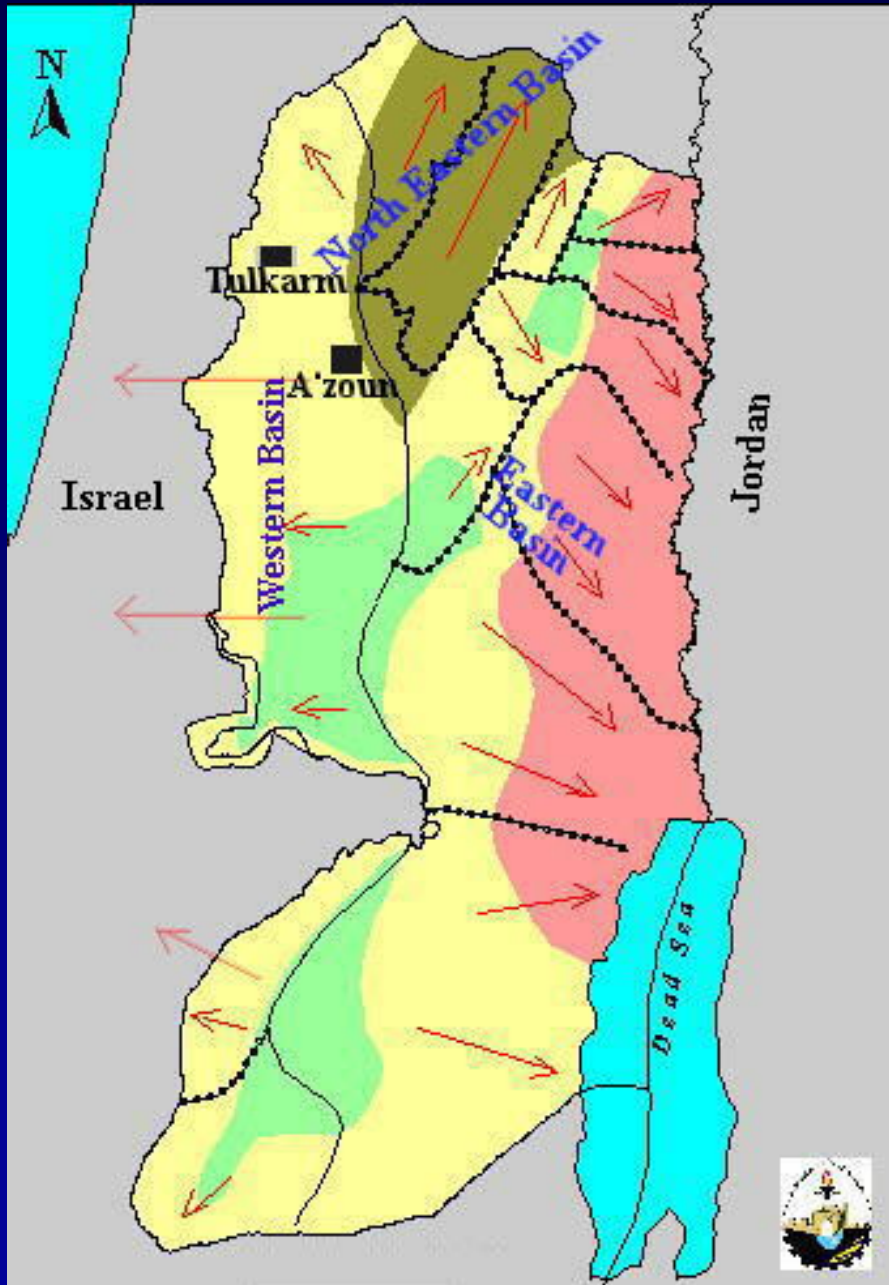 N
North Eastern Basin
Tulkarm
A'zoun
Western Basin
Israel
Eastern
Basin
Jordan
Dead Sea